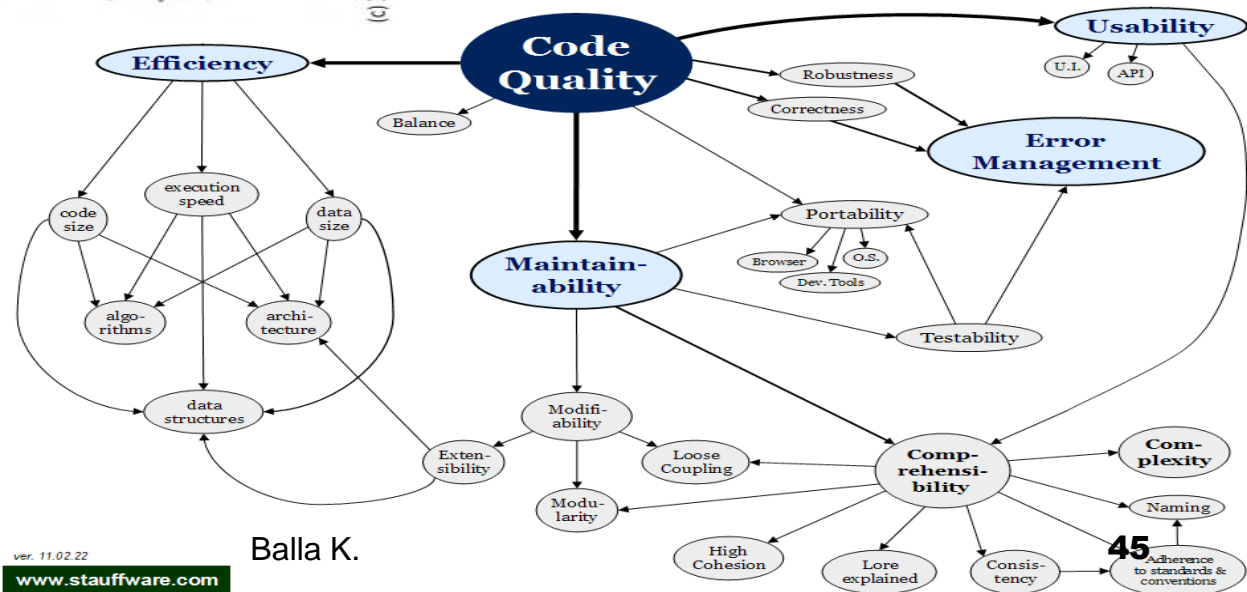 Code
Quality
Usability
U.I.
API
Efficiency
Robustness
Correctness
Balance
Error
Management
execution
speed
code
size
data
size
Portability
Browser
O.S.
Dev. Tools
Maintain-
ability
algo-
rithms
archi-
tecture
Testability
data
structures
Modifi-
ability
Exten-
sibility
Loose
Coupling
Comp-
rehensi-
bility
Com-
plexity
Modu-
larity
Naming
High
Cohesion
Lore
explained
Consis-
tency
Adherence
to standards &
conventions
45
Balla K.
ver. 11.02.22
www.stauffware.com